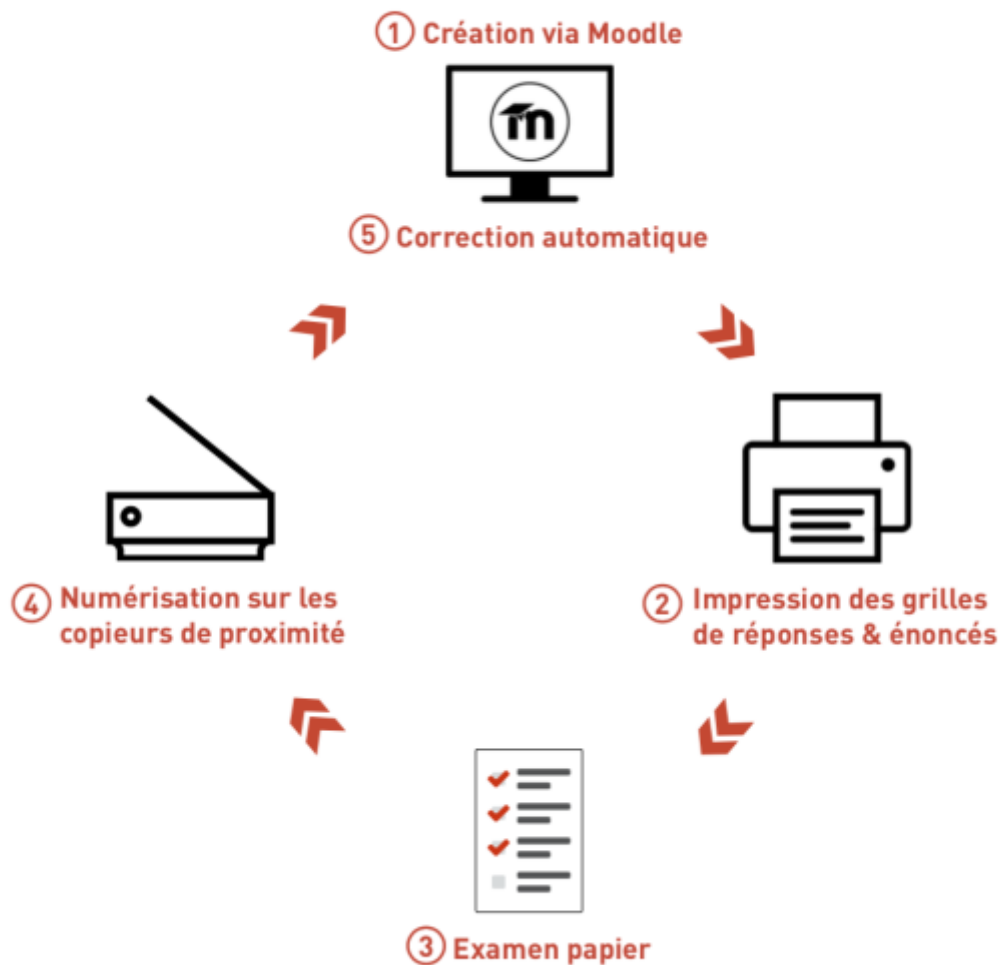 ① Création via Moodle
m
⑤ Correction automatique
④ Numérisation sur les
copieurs de proximité
② Impression des grilles
de réponses & énoncés
③ Examen papier